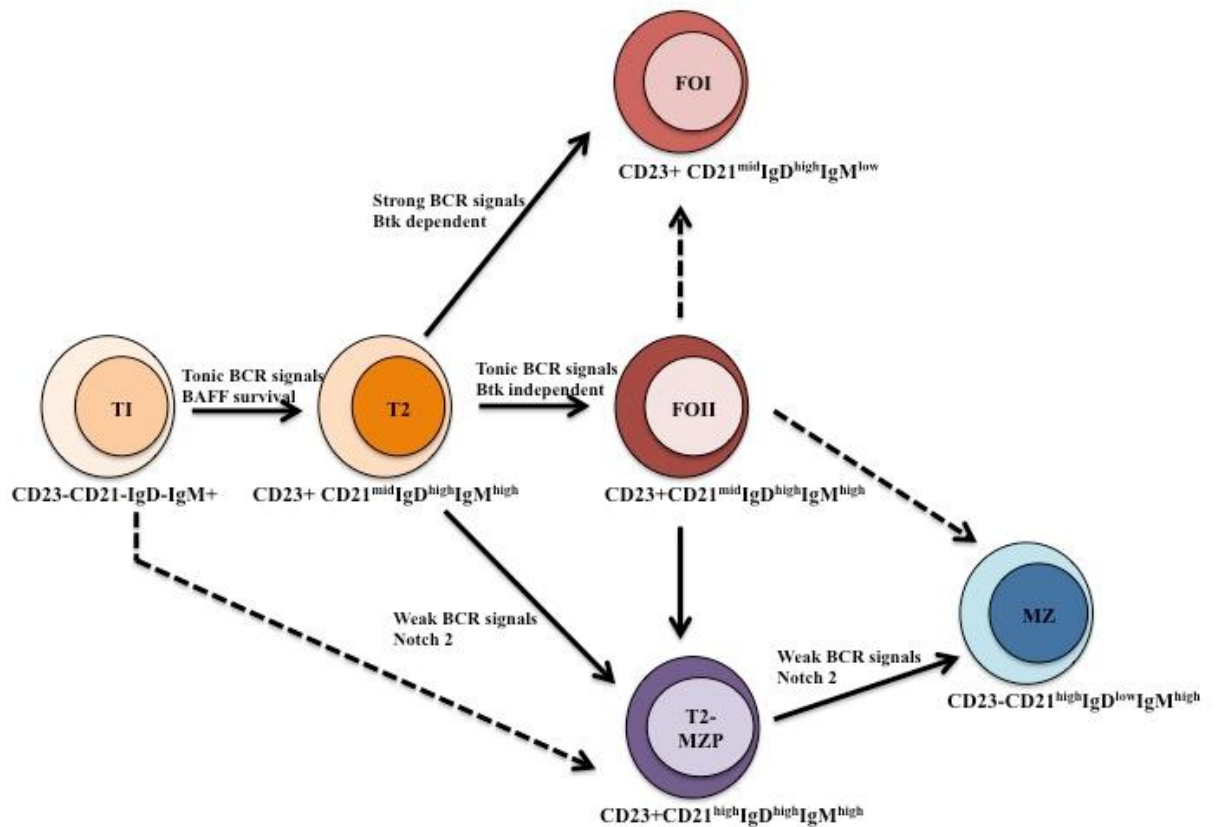 FOI
CD23+ CD21midIgDhighIgMlow
Strong BCR signals
Btk dependent
Tonic BCR signals
BAFF survival
Tonic BCR signals
Btk independent
TI
T2
FOII
CD23-CD21-IgD-IgM+
CD23+ CD21midIgDhighIgMhigh
CD23+CD21midIgDhighIgMhigh
Weak BCR signals
Notch 2
MZ
Weak BCR signals
Notch 2
CD23-CD21highIgDlowIgMhigh
T2-
MZP
CD23+CD21highIgDhighIgMhigh